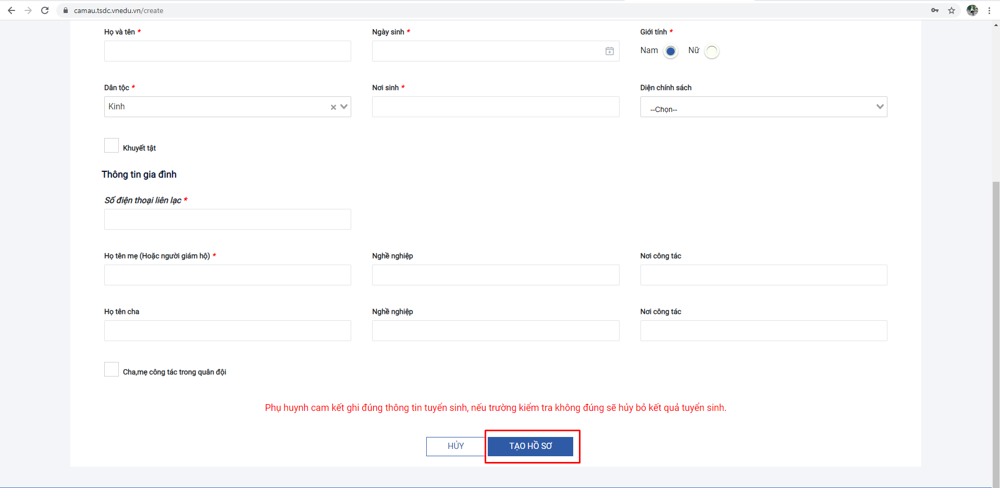 camau.tsdc.vnedu.vn/create
Họ và tên *
Ngày sinh *
Giới tính *
Nam
Nữ
Dân tộc *
Nơi sinh *
Diện chính sách
Kinh
--Chọn--
Khuyết tật
Thông tin gia đình
Số điện thoại liên lạc *
Họ tên mẹ (Hoặc người giám hộ) *
Nghề nghiệp
Nơi công tác
Họ tên cha
Nghề nghiệp
Nơi công tác
Cha,mẹ công tác trong quân đội
Phụ huynh cam kết ghi đúng thông tin tuyển sinh, nếu trường kiểm tra không đúng sẽ hủy bỏ kết quả tuyển sinh.
HỦY
TẠO HỒ SƠ